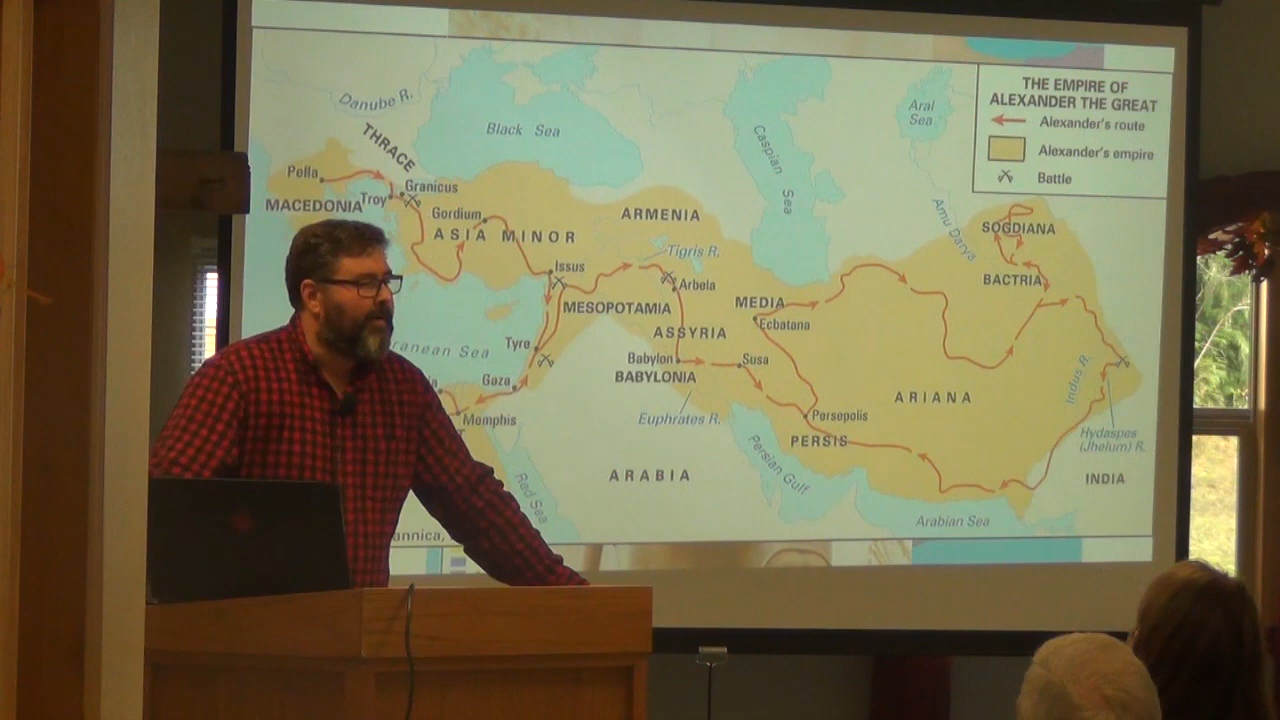 THE EMPIRE OF
ALEXANDER THE GREAT
Alexander's route
Alexander's empire
Battle
Danube R.
Black Sea
Caspian Sea
Aral
Sea
THRACE
Pella
MACEDONIA
Troy
Granicus
Gordium
ASIA MINOR
ARMENIA
Amu Darya
SOGDIANA
BACTRIA
Issus
Tigris R.
Arbela
MESOPOTAMIA
MEDIA
Ecbatana
ASSYRIA
ranean Sea
Tyre
Babylon
Susa
BABYLONIA
Gaza
Indus R.
ARIANA
Memphis
Euphrates R.
Persepolis
PERSIS
Hydaspes
(Jhelum) R.
Persian Gulf
ARABIA
Red Sea
INDIA
Arabian Sea
annica,